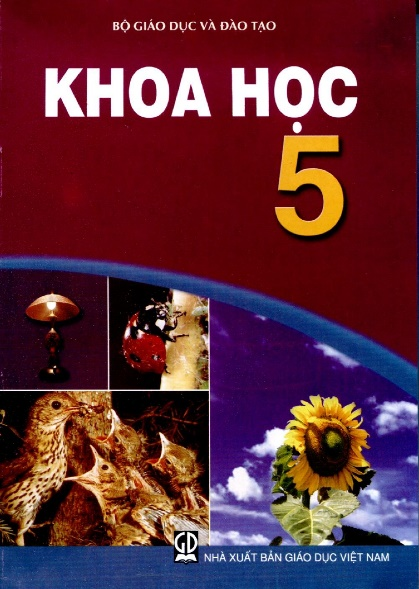 BỘ GIÁO DỤC VÀ ĐÀO TẠO
KHOA HỌC
5
GD
NHÀ XUẤT BẢN GIÁO DỤC VIỆT NAM